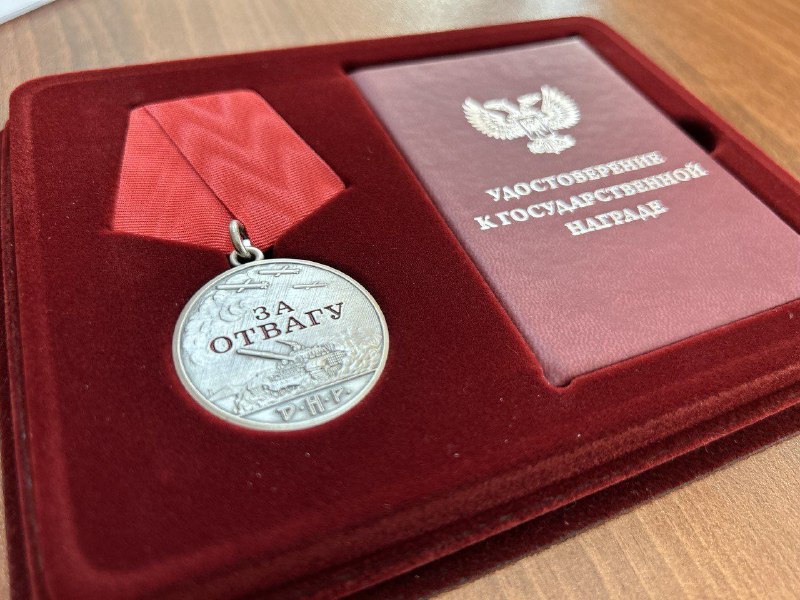 ЗА
ОТВАГУ
Д·Н·Р·
УДОСТОВЕРЕНИЕ
К ГОСУДАРСТВЕННОЙ
НАГРАДЕ